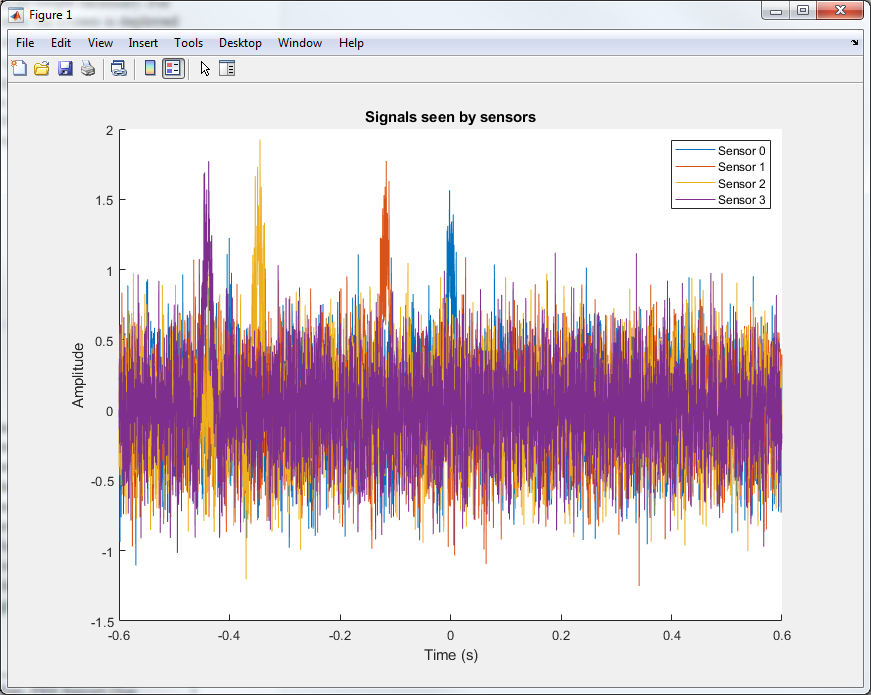 Figure 1
File Edit View Insert Tools Desktop Window Help
Signals seen by sensors
Sensor 0
Sensor 1
Sensor 2
Sensor 3
2
1.5
1
0.5
0
-0.5
-1
-1.5
Amplitude
-0.6 -0.4 -0.2 0 0.2 0.4 0.6
Time (s)